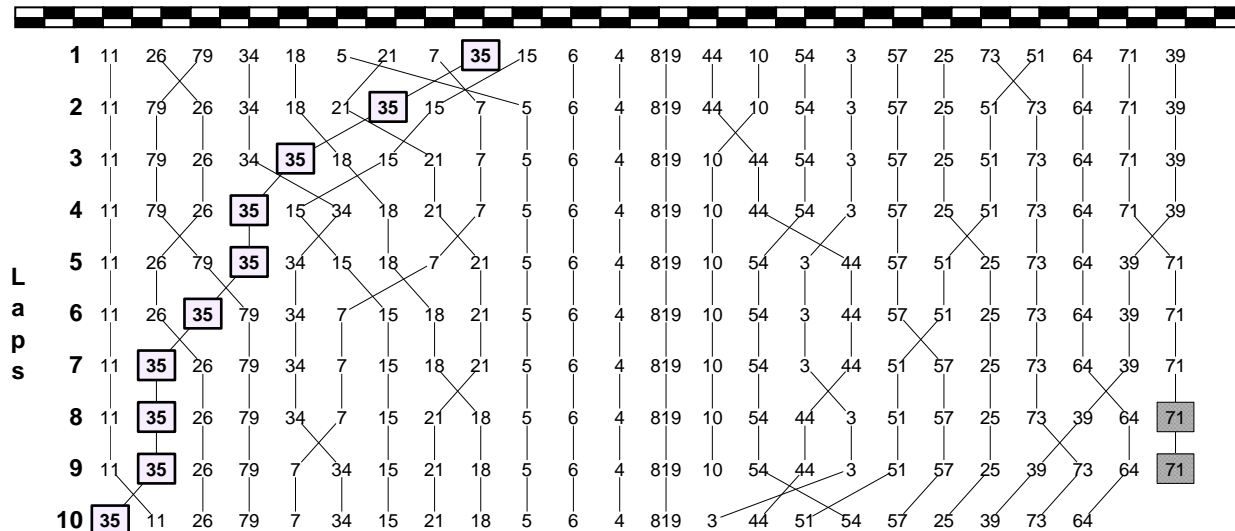 Laps
1 11 26 79 34 18 5 21 7 35 15 6 4 819 44 10 54 3 57 25 73 51 64 71 39
2 11 79 26 34 18 21 35 15 7 5 6 4 819 44 10 54 3 57 25 51 73 64 71 39
3 11 79 26 34 35 18 15 21 7 5 6 4 819 10 44 54 3 57 25 51 73 64 71 39
4 11 79 26 35 15 34 18 21 7 5 6 4 819 10 44 54 3 57 25 51 73 64 71 39
5 11 26 79 35 34 15 18 7 21 5 6 4 819 10 54 3 44 57 51 25 73 64 39 71
6 11 26 35 79 34 7 15 18 21 5 6 4 819 10 54 3 44 57 51 25 73 64 39 71
7 11 35 26 79 34 7 15 18 21 5 6 4 819 10 54 3 44 51 57 25 73 64 39 71
8 11 35 26 79 34 7 15 21 18 5 6 4 819 10 54 44 3 51 57 25 73 39 64 71
9 11 35 26 79 7 34 15 21 18 5 6 4 819 10 54 44 3 51 57 25 39 73 64 71
10 35 11 26 79 7 34 15 21 18 5 6 4 819 3 44 51 54 57 25 39 73 64